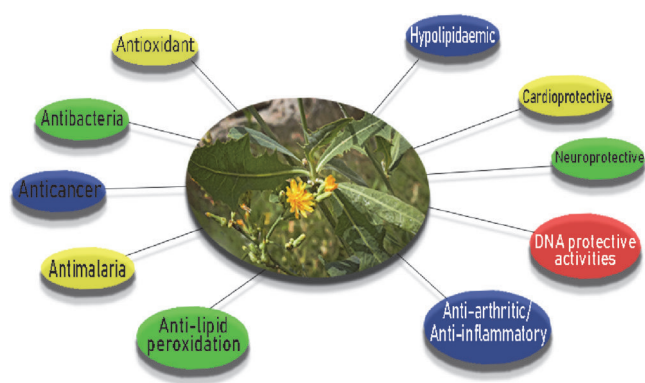 Antioxidant
Hypolipidaemic
Cardioprotective
Antibacteria
Neuroprotective
Anticancer
DNA protective
activities
Antimalaria
Anti-arthritic/
Anti-inflammatory
Anti-lipid
peroxidation